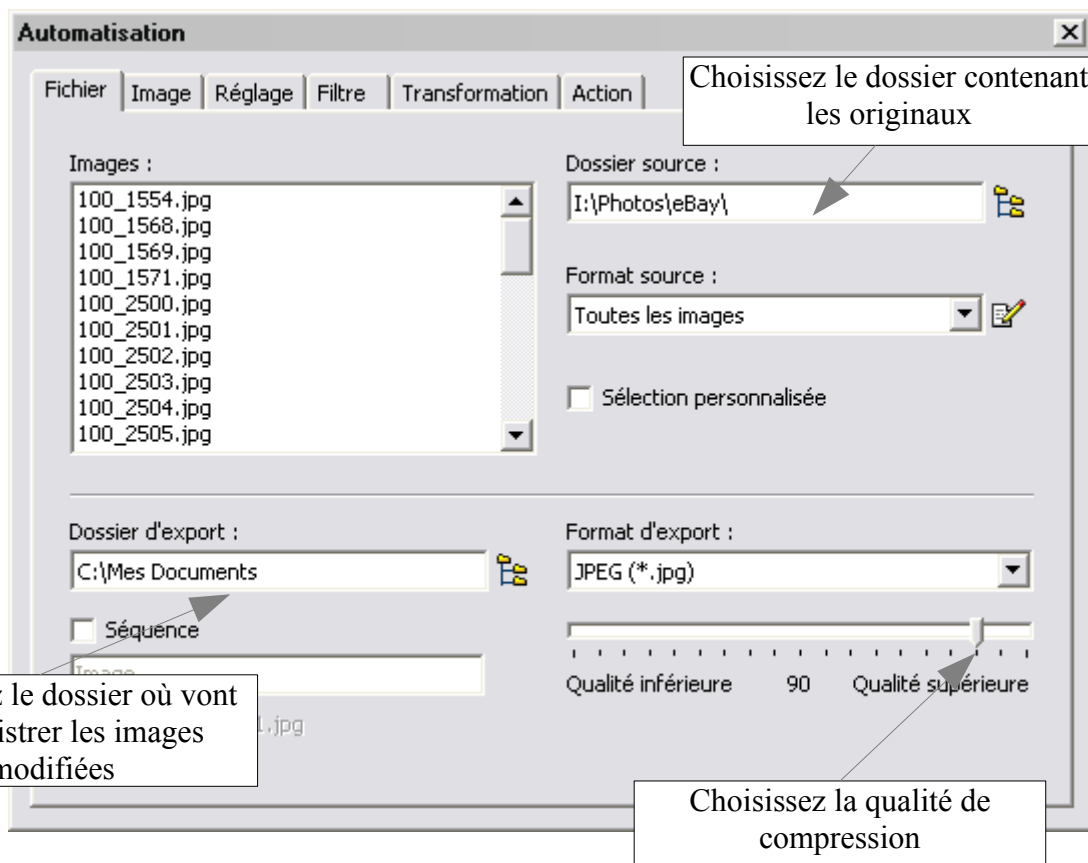 Automatisation
Fichier Image Réglage Filtre Transformation Action
Choisissez le dossier contenant
les originaux
Images :
100_1554.jpg
100_1568.jpg
100_1569.jpg
100_1571.jpg
100_2500.jpg
100_2501.jpg
100_2502.jpg
100_2503.jpg
100_2504.jpg
100_2505.jpg
Dossier source :
I:\Photos\eBay\
Format source :
Toutes les images
Sélection personnalisée
Dossier d'export :
C:\Mes Documents
Séquence
Image
.jpg
le dossier où vont
les images
Format d'export :
JPEG (*.jpg)
Qualité inférieure 90 Qualité supérieure
Choisissez la qualité de
compression